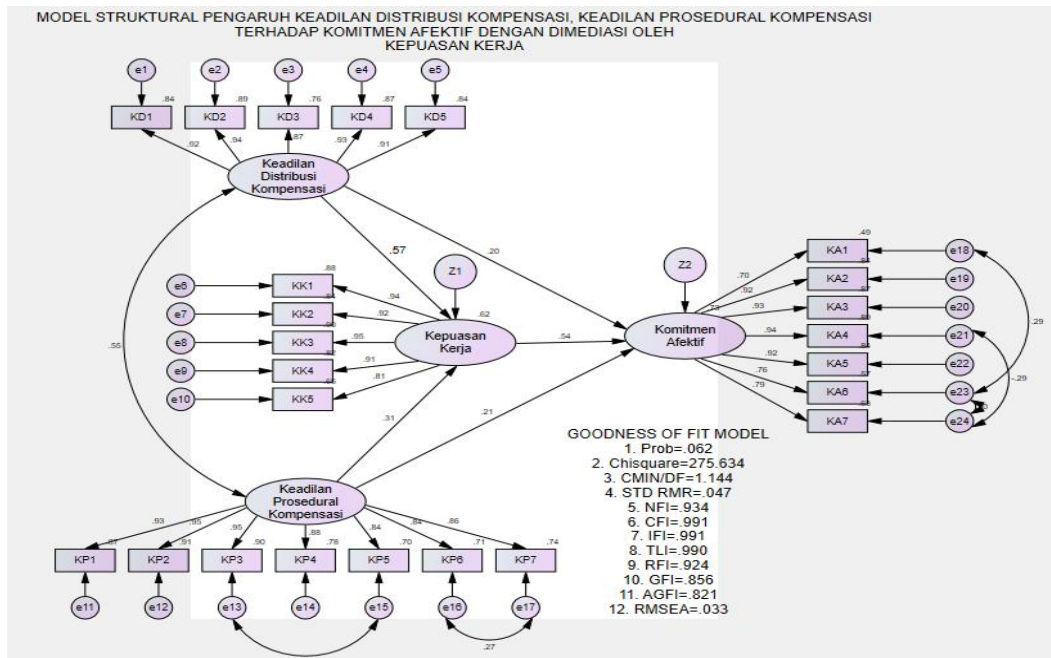 MODEL STRUKTURAL PENGARUH KEADILAN DISTRIBUSI KOMPENSASI, KEADILAN PROSEDURAL KOMPENSASI
TERHADAP KOMITMEN AFEKTIF DENGAN DIMEDIASI OLEH
KEPUASAN KERJA
e1 e2 e3 e4 e5
.84 .89 .76 .87 .84
KD1 KD2 KD3 KD4 KD5
.92 .94 .87 .93 .91
Keadilan
Distribusi
Kompensasi
.57
.20
.55
Z1
.62
Z2
.73
e6 KK1 .88 .94
e7 KK2 .92
e8 KK3 .95
e9 KK4 .91
e10 KK5 .81
Kepuasan
Kerja
.54
Komitmen
Afektif
.49
.70 KA1 e18
.92 KA2 e19
.93 KA3 e20
.94 KA4 e21
.92 KA5 e22
.76 KA6 e23
.79 KA7 e24
.29
-.29
.31
.21
Keadilan
Prosedural
Kompensasi
.93 .95 .95 .88 .84 .84 .86
.87 .91 .90 .78 .70 .71 .74
KP1 KP2 KP3 KP4 KP5 KP6 KP7
e11 e12 e13 e14 e15 e16 e17
.27
GOODNESS OF FIT MODEL
1. Prob=.062
2. Chisquare=275.634
3. CMIN/DF=1.144
4. STD RMR=.047
5. NFI=.934
6. CFI=.991
7. IFI=.991
8. TLI=.990
9. RFI=.924
10. GFI=.856
11. AGFI=.821
12. RMSEA=.033